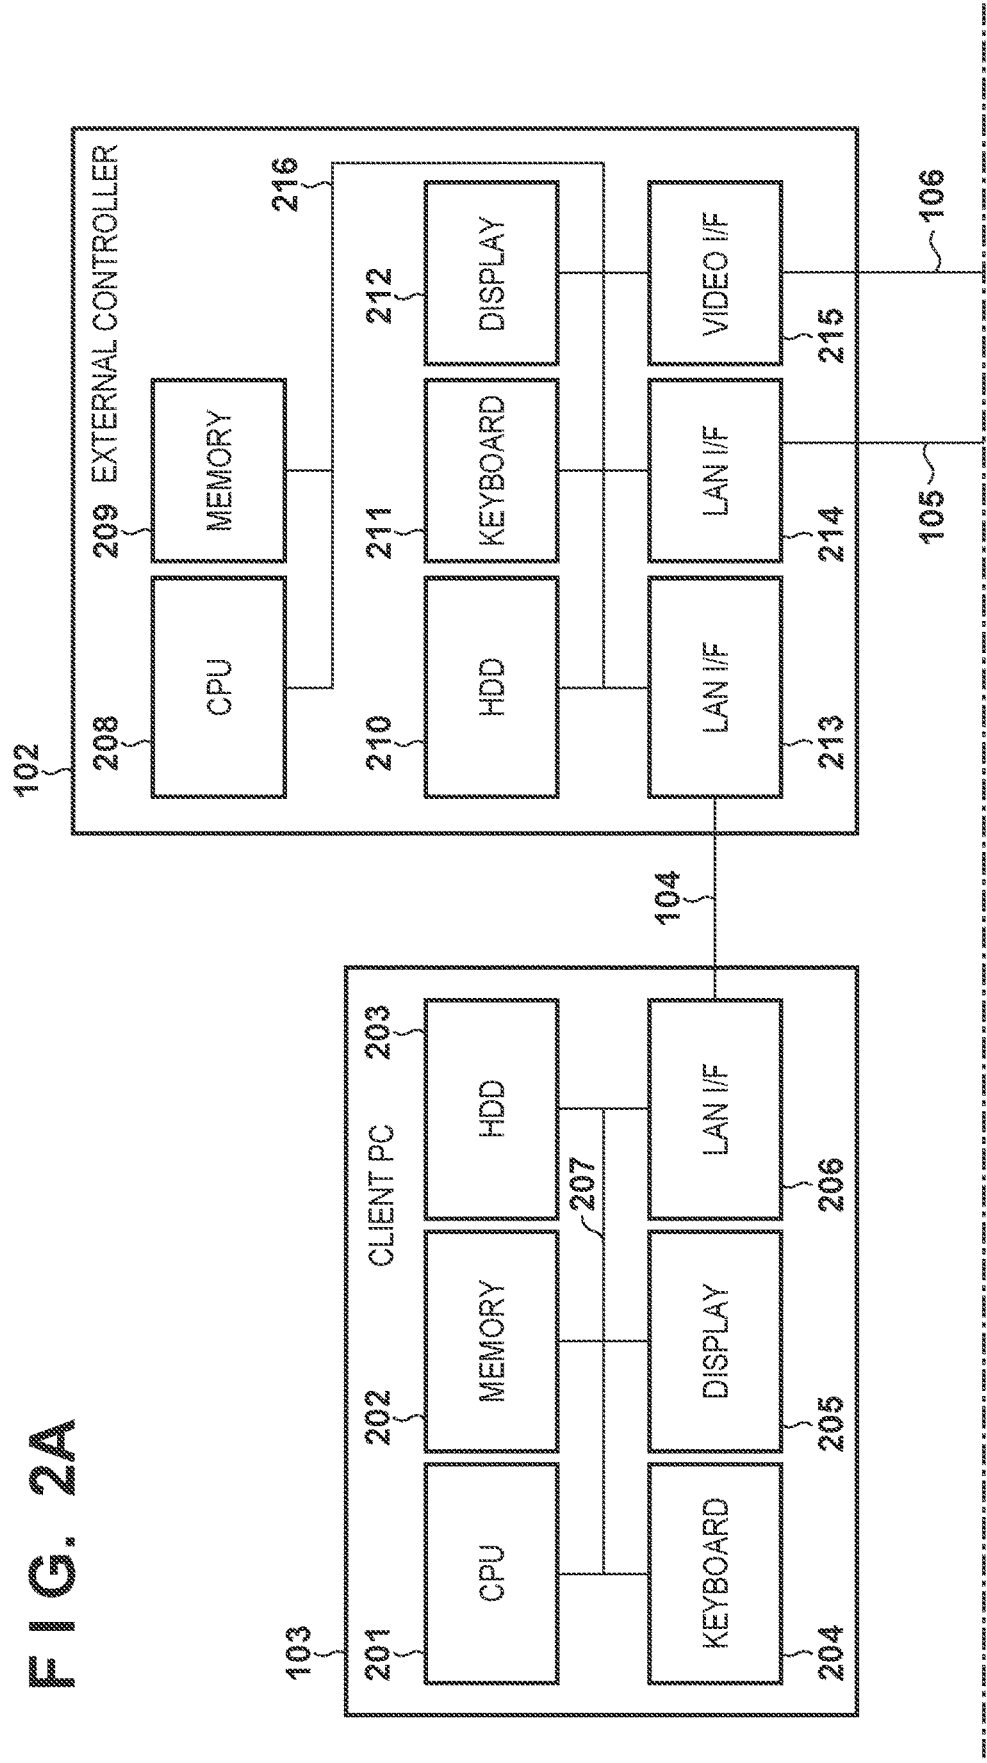 FIG. 2A
102
EXTERNAL CONTROLLER
208
CPU
209
MEMORY
216
210
HDD
211
KEYBOARD
212
DISPLAY
LAN I/F
213
LAN I/F
214
VIDEO I/F
215
105
106
104
103
CLIENT PC
201
CPU
202
MEMORY
203
HDD
207
KEYBOARD
204
DISPLAY
205
LAN I/F
206